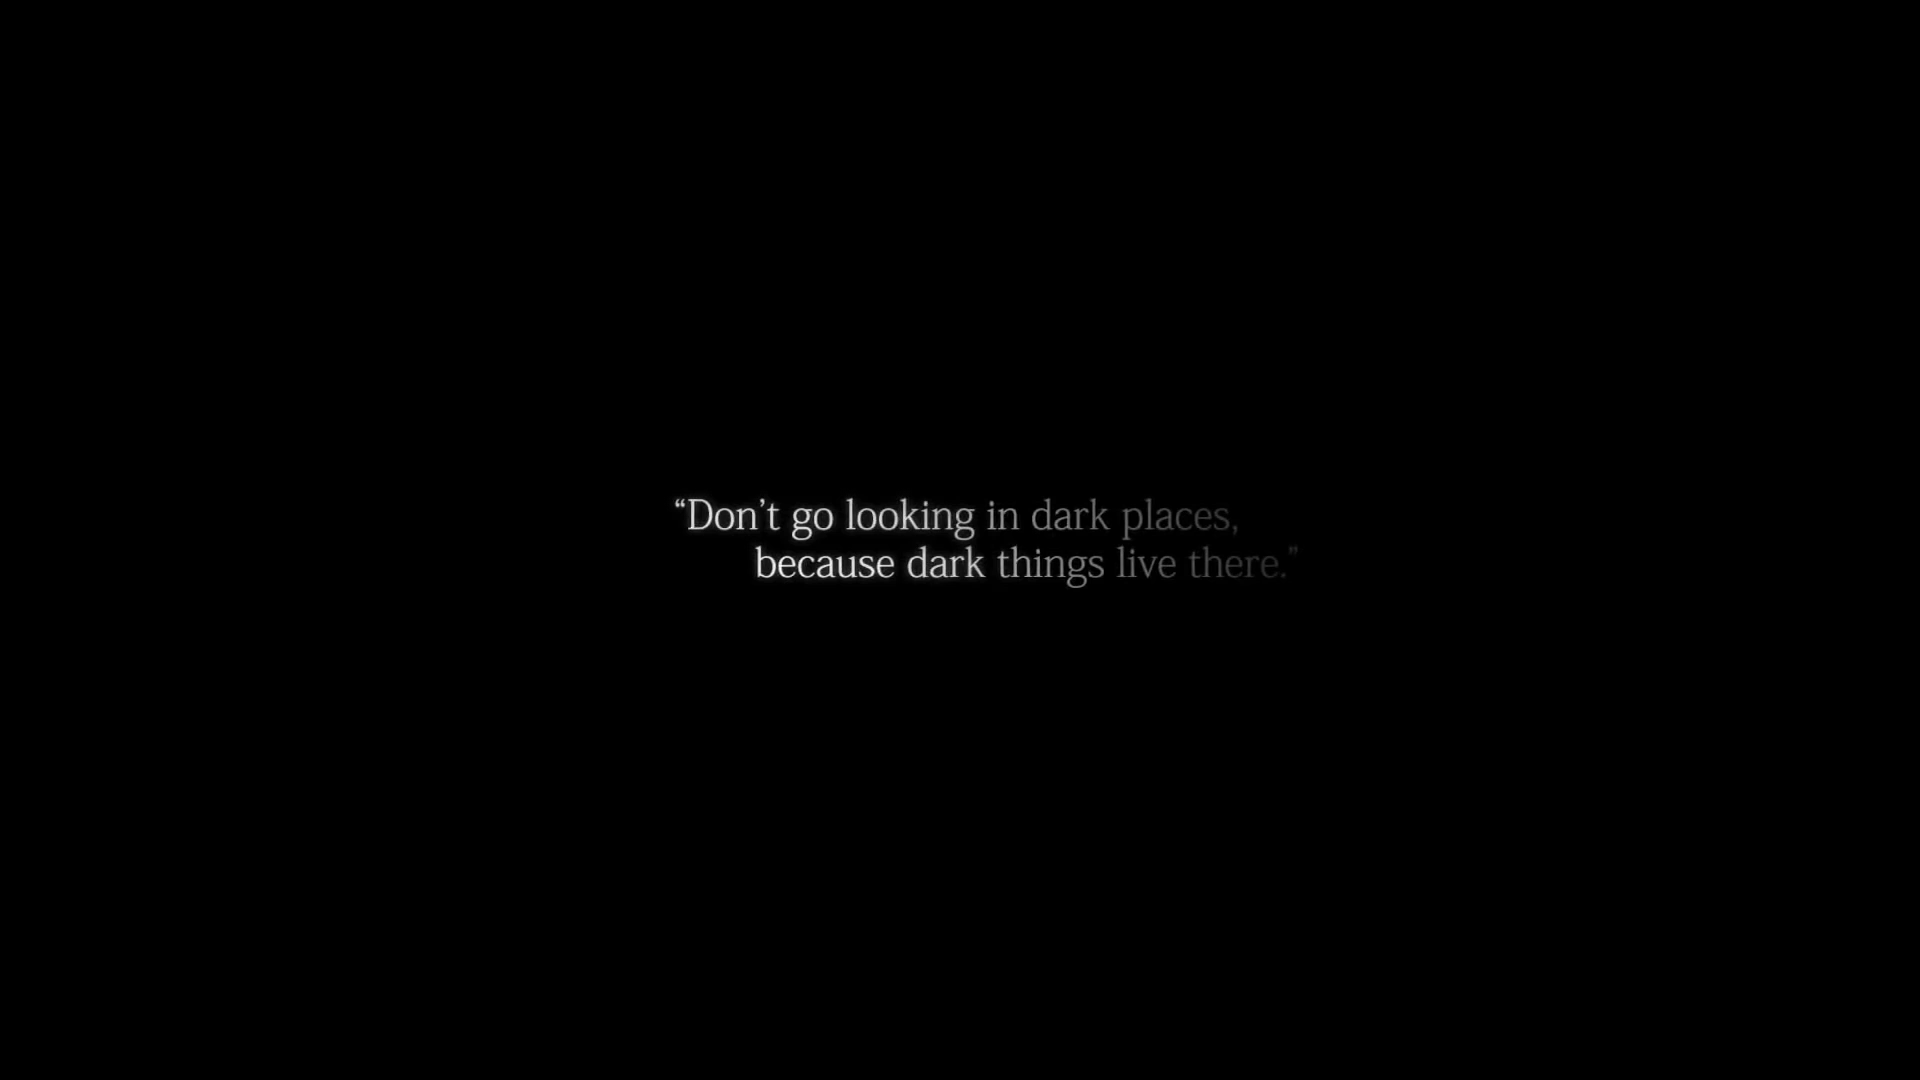 “Don’t go looking in dark places,
because dark things live there.”